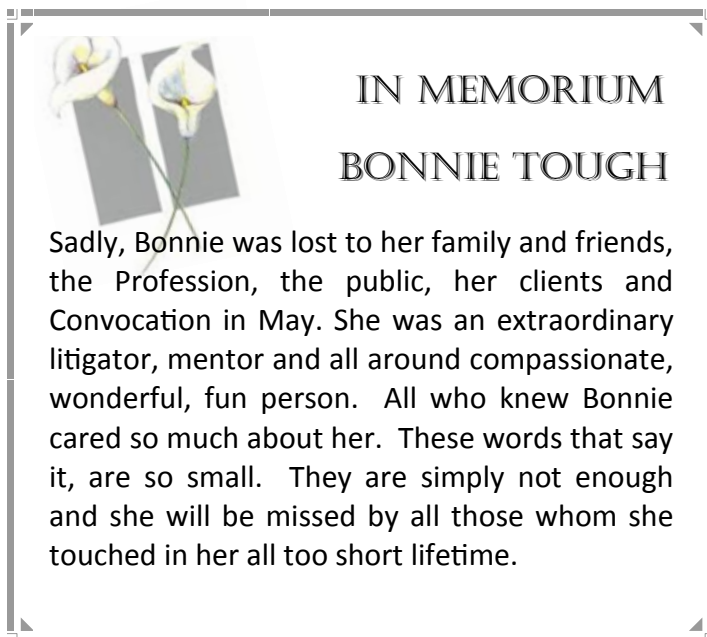 IN MEMORIUM
BONNIE TOUGH
Sadly, Bonnie was lost to her family and friends,
the Profession, the public, her clients and
Convocation in May. She was an extraordinary
litigator, mentor and all around compassionate,
wonderful, fun person. All who knew Bonnie
cared so much about her. These words that say
it, are so small. They are simply not enough
and she will be missed by all those whom she
touched in her all too short lifetime.